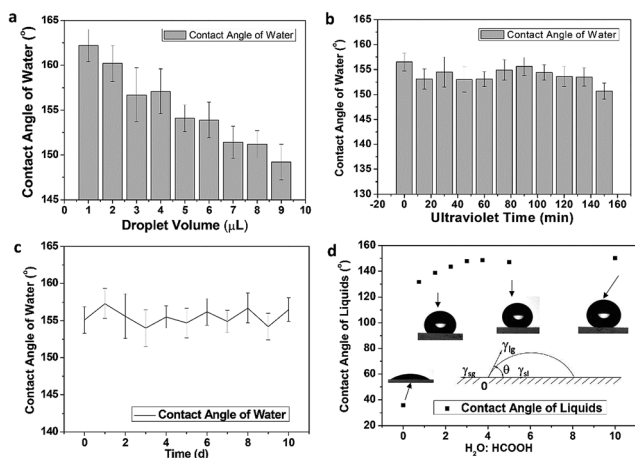 a
Contact Angle of Water
Contact Angle of Water (°)
165
160
155
150
145
0 1 2 3 4 5 6 7 8 9 10
Droplet Volume (μL)
b
Contact Angle of Water
Contact Angle of Water (°)
165
160
155
150
145
140
135
130
-20 0 20 40 60 80 100 120 140 160 180
Ultraviolet Time (min)
c
Contact Angle of Water (°)
165
160
155
150
145
140
Contact Angle of Water
0 2 4 6 8 10
Time (d)
d
Contact Angle of Liquids (°)
160
140
120
100
80
60
40
20
γlg
γsg θ γsl
0
Contact Angle of Liquids
0 2 4 6 8 10
H₂O: HCOOH